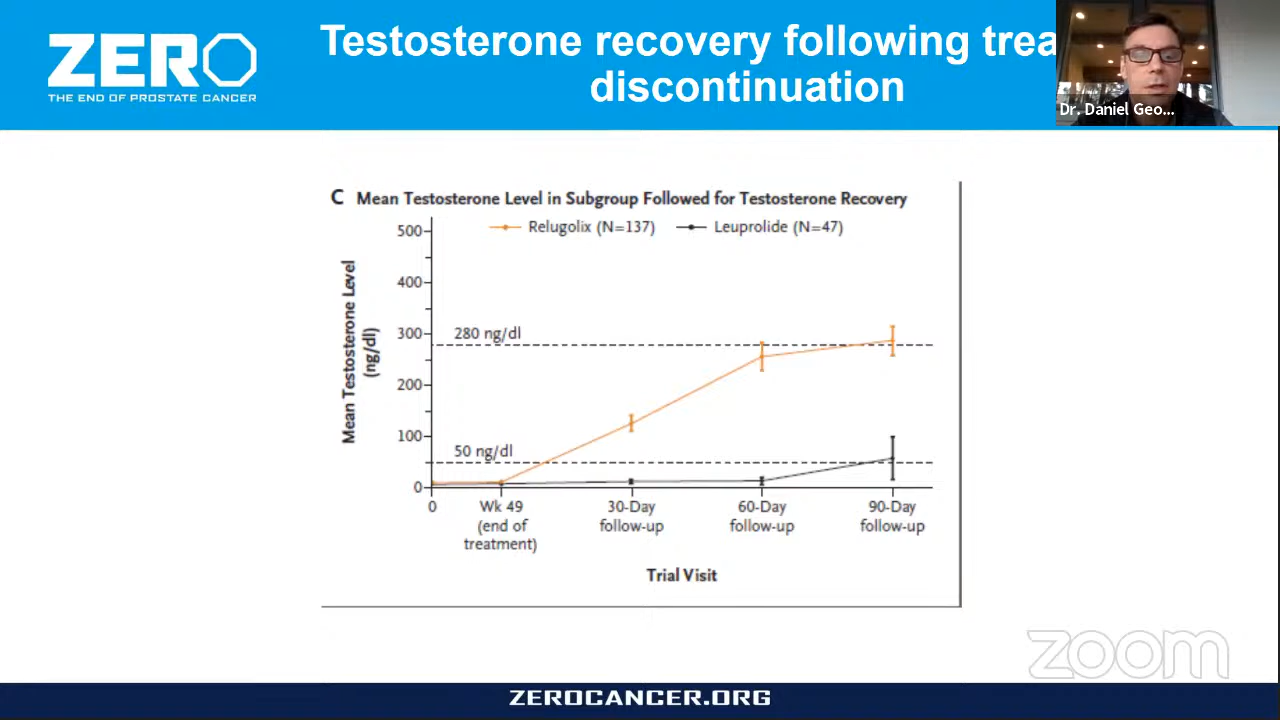 ZERO
THE END OF PROSTATE CANCER
Testosterone recovery following trea
discontinuation
Dr. Daniel Geo...
C Mean Testosterone Level in Subgroup Followed for Testosterone Recovery
Relugolix (N=137) Leuprolide (N=47)
Mean Testosterone Level
(ng/dl)
500
400
300
200
100
0
280 ng/dl
50 ng/dl
0 Wk 49 30-Day 60-Day 90-Day
(end of follow-up follow-up follow-up
treatment)
Trial Visit
zoom
ZEROCANCER.ORG